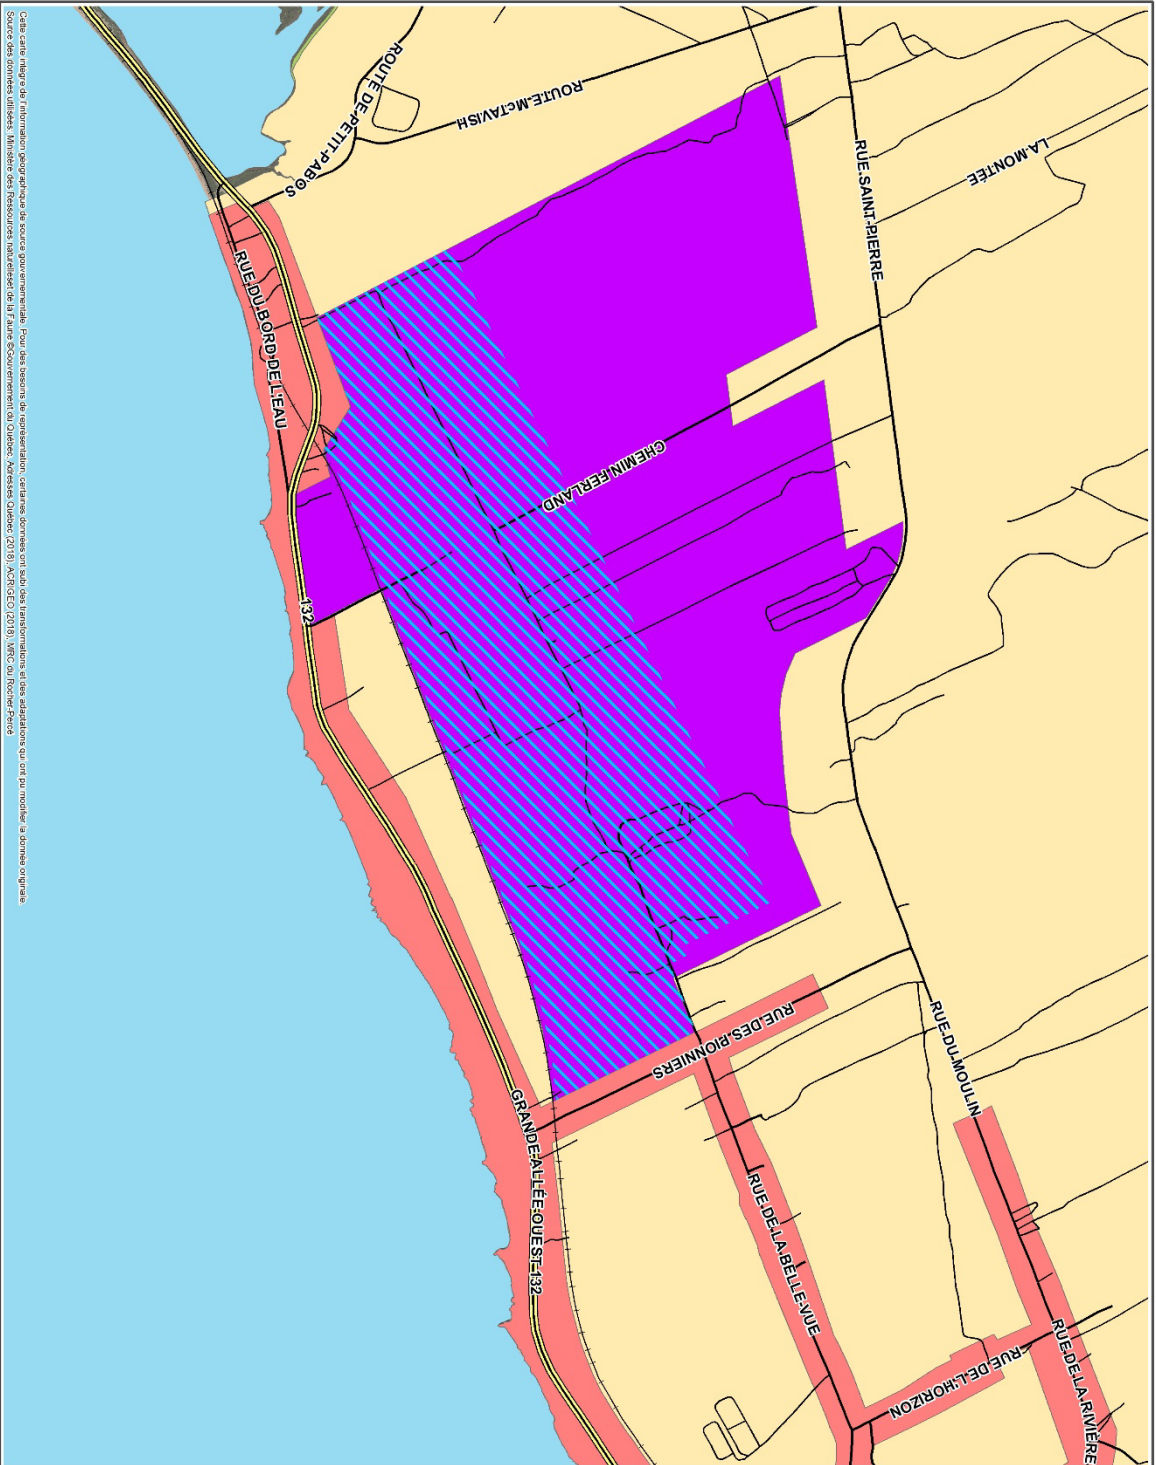 Cette carte intègre de l'information géographique de source gouvernementale. Pour des besoins de représentation, certaines données ont subi des transformations et des adaptations qui ont pu modifier la donnée originale.
Source des données utilisées: Ministère des Ressources naturelleset de la Faune ©Gouvernement du Québec. Adresses Québec (2018), ACRIGÉO (2018), MRC du Rocher-Percé
ROUTE DE PETIT-PABOS
ROUTE McTAVISH
RUE SAINT-PIERRE
LA MONTÉE
RUE DU BORD DE L'EAU
CHEMIN FERLAND
132
RUE DES PIONNIERS
RUE DU MOULIN
GRANDE-ALLÉE OUEST 132
RUE DE LA BELLE-VUE
RUE DE L'HORIZON
RUE DE LA RIVIÈRE